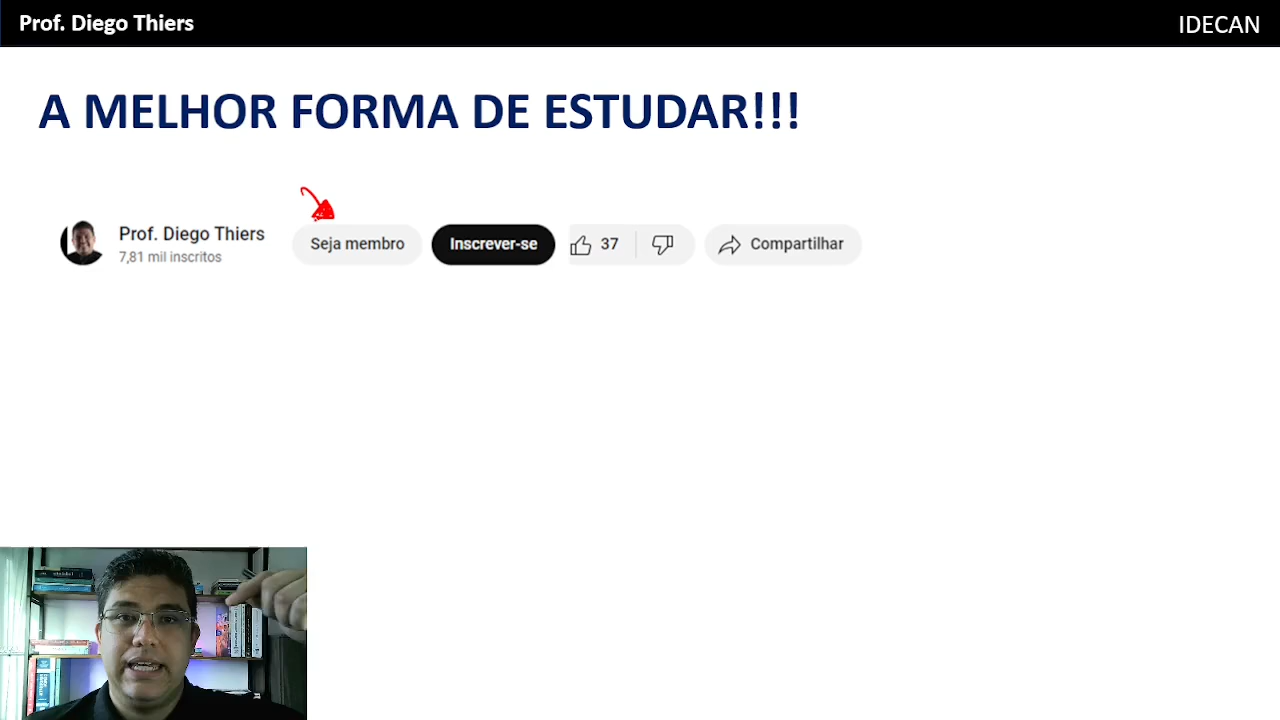 Prof. Diego Thiers
IDECAN
A MELHOR FORMA DE ESTUDAR!!!
Prof. Diego Thiers
7,81 mil inscritos
Seja membro
Inscrever-se
37
Compartilhar